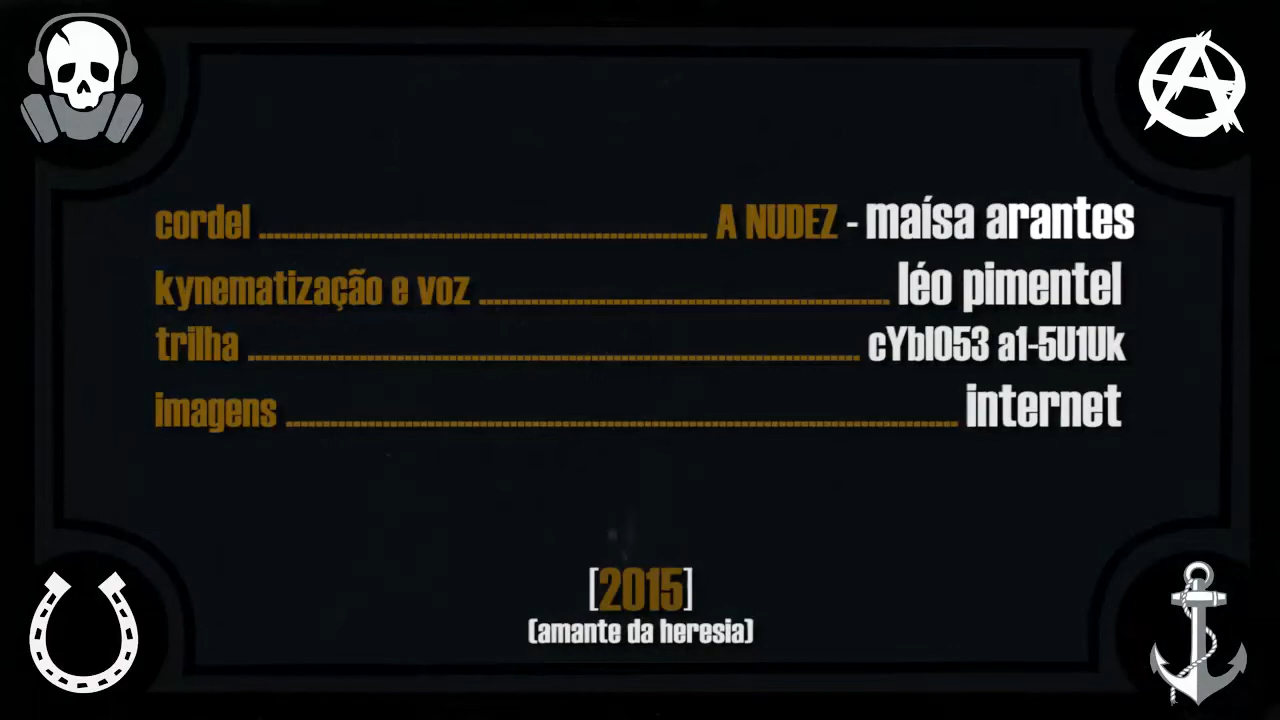 cordel ........................................................ A NUDEZ - maísa arantes
kynematização e voz ........................................................ léo pimentel
trilha ........................................................ cYbl053 a1-5U1Uk
imagens ........................................................ internet
[2015]
(amante da heresia)